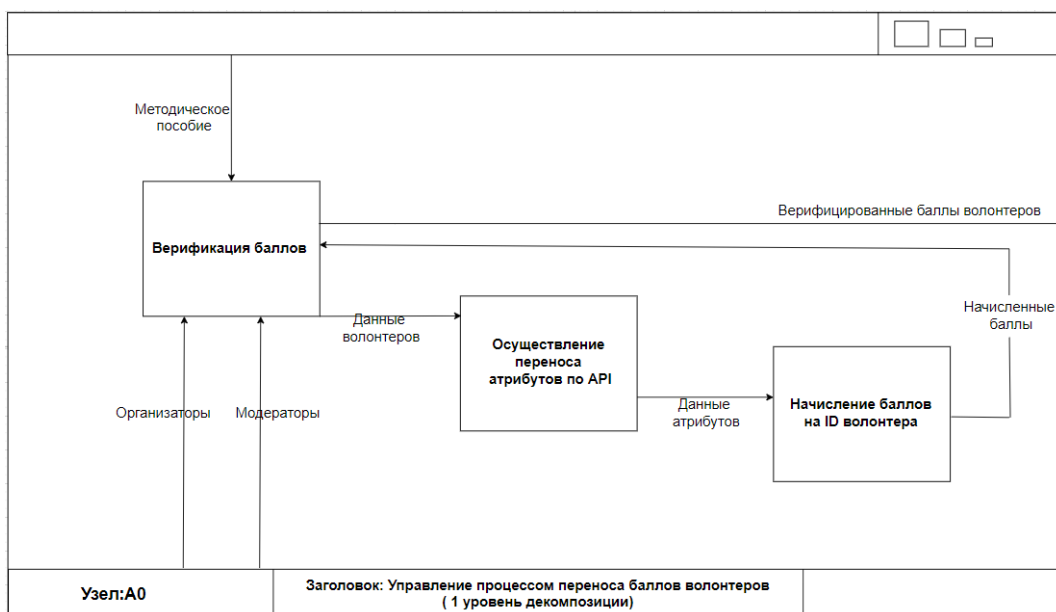 Методическое
пособие
Верификация баллов
Верифицированные баллы волонтеров
Данные
волонтеров
Осуществление
переноса
атрибутов по API
Начисленные
баллы
Организаторы
Модераторы
Данные
атрибутов
Начисление баллов
на ID волонтера
Узел:A0
Заголовок: Управление процессом переноса баллов волонтеров
( 1 уровень декомпозиции)